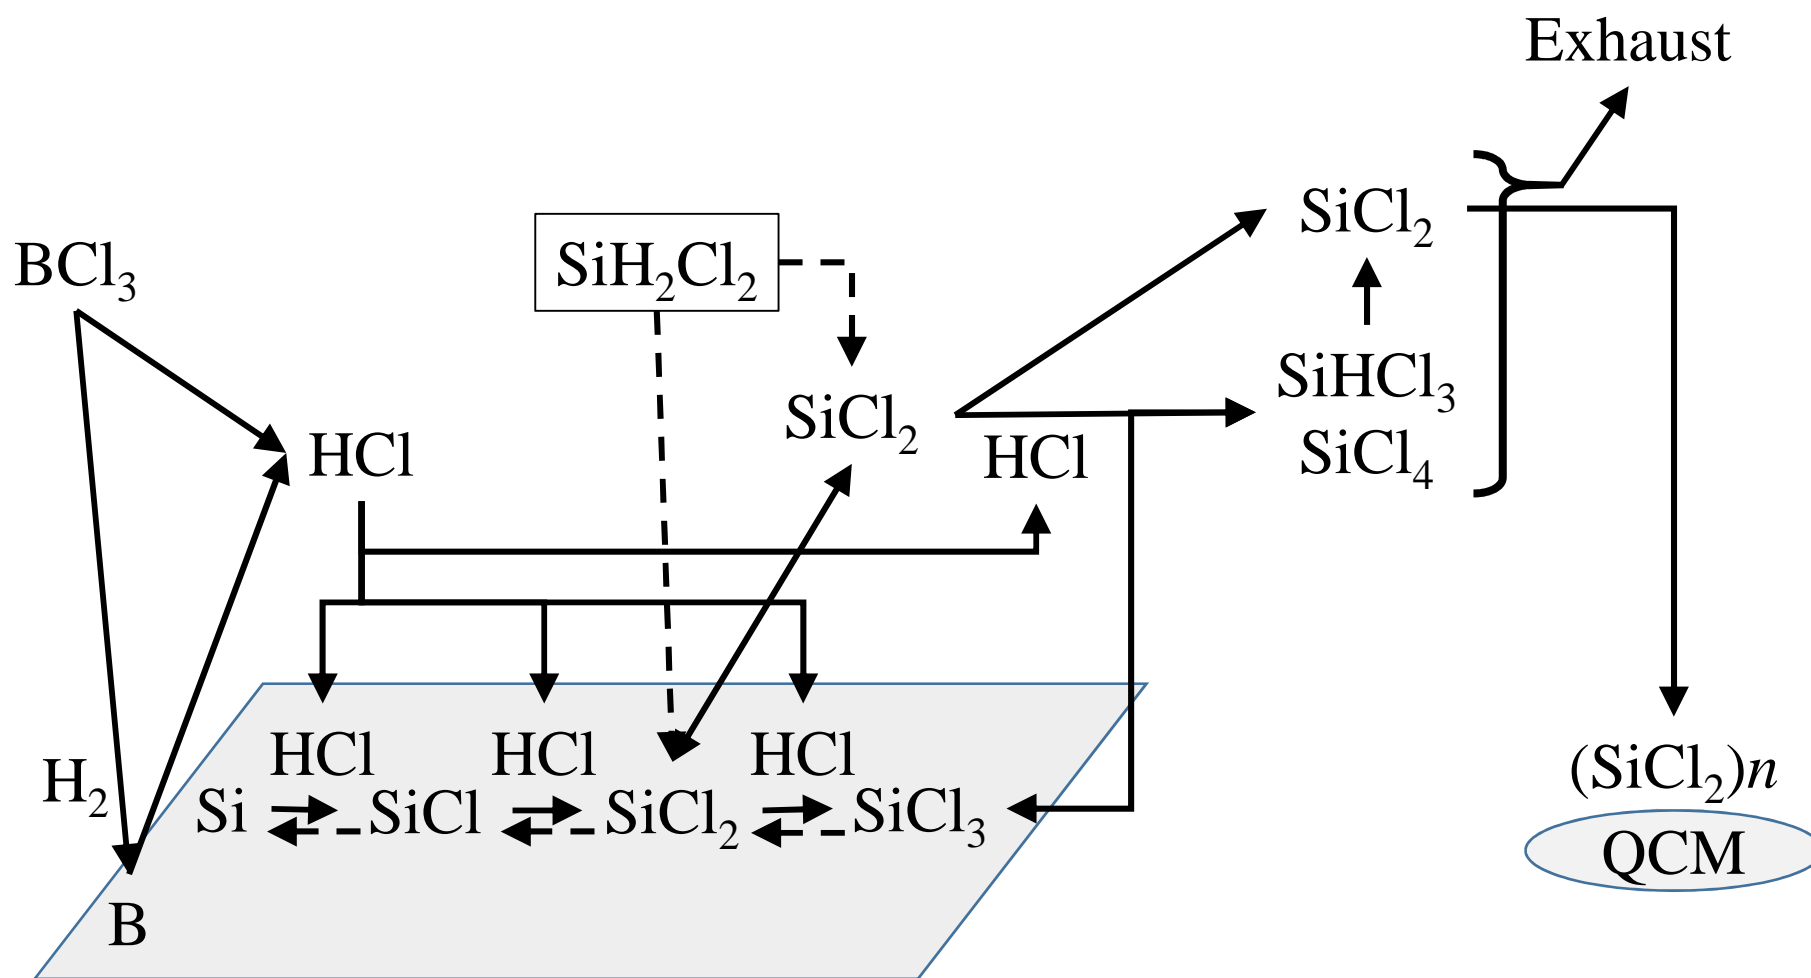 Exhaust
SiCl₂
BCl₃
SiH₂Cl₂
SiHCl₃
SiCl₂
HCl
HCl
SiCl₄
HCl
HCl
HCl
H₂
(SiCl₂)n
Si
SiCl
SiCl₂
SiCl₃
QCM
B